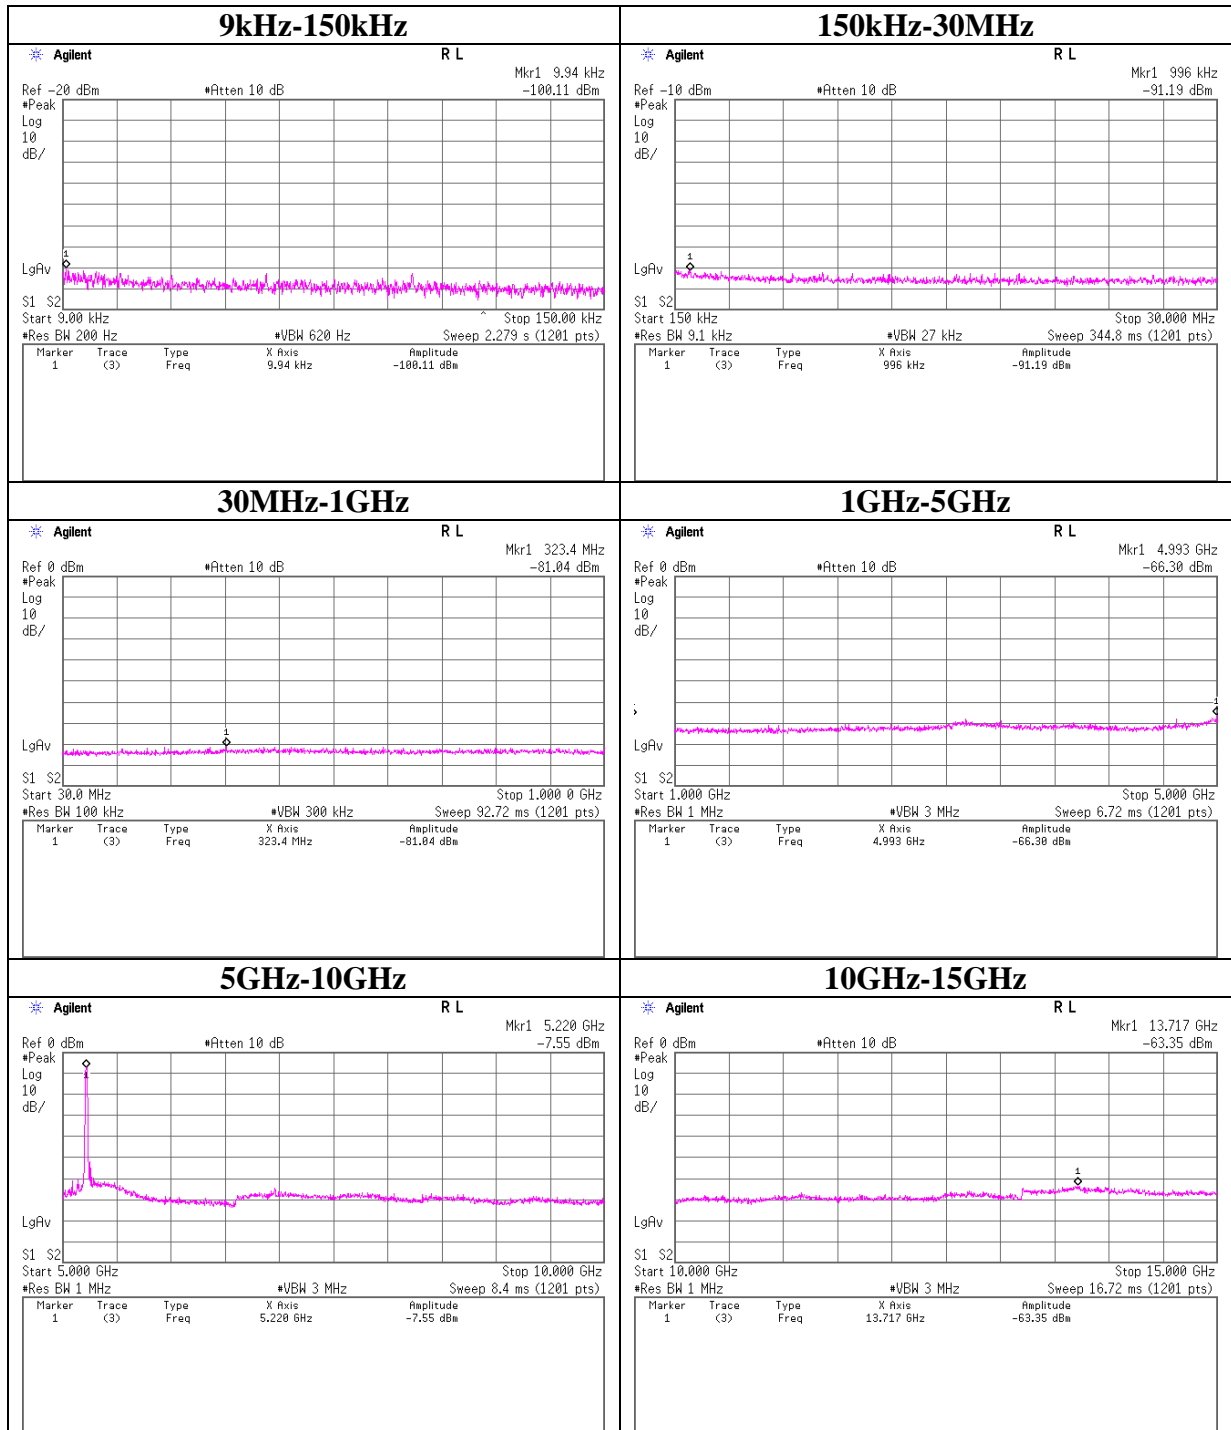 9kHz-150kHz
Agilent
R L
Mkr1 9.94 kHz
Ref -20 dBm #Atten 10 dB -100.11 dBm
#Peak
Log
10
dB/
1
LgAv
S1 S2
Start 9.00 kHz ^ Stop 150.00 kHz
#Res BW 200 Hz #VBW 620 Hz Sweep 2.279 s (1201 pts)
Marker Trace Type X Axis Amplitude
1 (3) Freq 9.94 kHz -100.11 dBm
150kHz-30MHz
Agilent
R L
Mkr1 996 kHz
Ref -10 dBm #Atten 10 dB -91.19 dBm
#Peak
Log
10
dB/
1
LgAv
S1 S2
Start 150 kHz Stop 30.000 MHz
#Res BW 9.1 kHz #VBW 27 kHz Sweep 344.8 ms (1201 pts)
Marker Trace Type X Axis Amplitude
1 (3) Freq 996 kHz -91.19 dBm
30MHz-1GHz
Agilent
R L
Mkr1 323.4 MHz
Ref 0 dBm #Atten 10 dB -81.04 dBm
#Peak
Log
10
dB/
1
LgAv
S1 S2
Start 30.0 MHz Stop 1.000 0 GHz
#Res BW 100 kHz #VBW 300 kHz Sweep 92.72 ms (1201 pts)
Marker Trace Type X Axis Amplitude
1 (3) Freq 323.4 MHz -81.04 dBm
1GHz-5GHz
Agilent
R L
Mkr1 4.993 GHz
Ref 0 dBm #Atten 10 dB -66.30 dBm
#Peak
Log
10
dB/
1
LgAv
S1 S2
Start 1.000 GHz Stop 5.000 GHz
#Res BW 1 MHz #VBW 3 MHz Sweep 6.72 ms (1201 pts)
Marker Trace Type X Axis Amplitude
1 (3) Freq 4.993 GHz -66.30 dBm
5GHz-10GHz
Agilent
R L
Mkr1 5.220 GHz
Ref 0 dBm #Atten 10 dB -7.55 dBm
#Peak
Log
10
dB/
1
LgAv
S1 S2
Start 5.000 GHz Stop 10.000 GHz
#Res BW 1 MHz #VBW 3 MHz Sweep 8.4 ms (1201 pts)
Marker Trace Type X Axis Amplitude
1 (3) Freq 5.220 GHz -7.55 dBm
10GHz-15GHz
Agilent
R L
Mkr1 13.717 GHz
Ref 0 dBm #Atten 10 dB -63.35 dBm
#Peak
Log
10
dB/
1
LgAv
S1 S2
Start 10.000 GHz Stop 15.000 GHz
#Res BW 1 MHz #VBW 3 MHz Sweep 16.72 ms (1201 pts)
Marker Trace Type X Axis Amplitude
1 (3) Freq 13.717 GHz -63.35 dBm